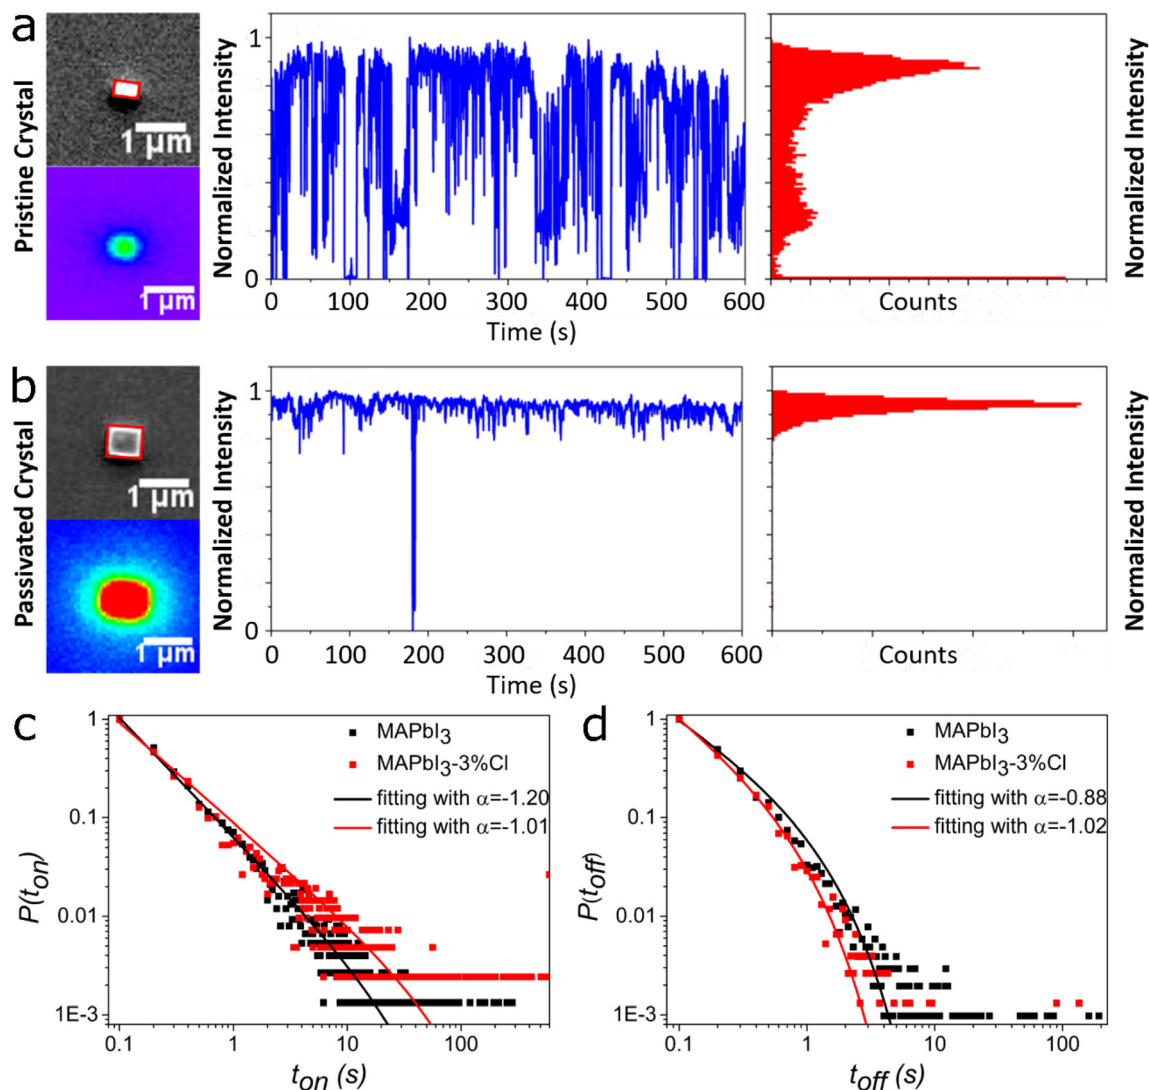 a
Pristine Crystal
1 µm
1 µm
Normalized Intensity
1
0
0 100 200 300 400 500 600
Time (s)
Counts
Normalized Intensity
b
Passivated Crystal
1 µm
1 µm
Normalized Intensity
1
0
0 100 200 300 400 500 600
Time (s)
Counts
Normalized Intensity
c
P(t_on)
1
0.1
0.01
1E-3
MAPbI₃
MAPbI₃-3%Cl
fitting with α=-1.20
fitting with α=-1.01
0.1 1 10 100
t_on (s)
d
P(t_off)
1
0.1
0.01
1E-3
MAPbI₃
MAPbI₃-3%Cl
fitting with α=-0.88
fitting with α=-1.02
0.1 1 10 100
t_off (s)